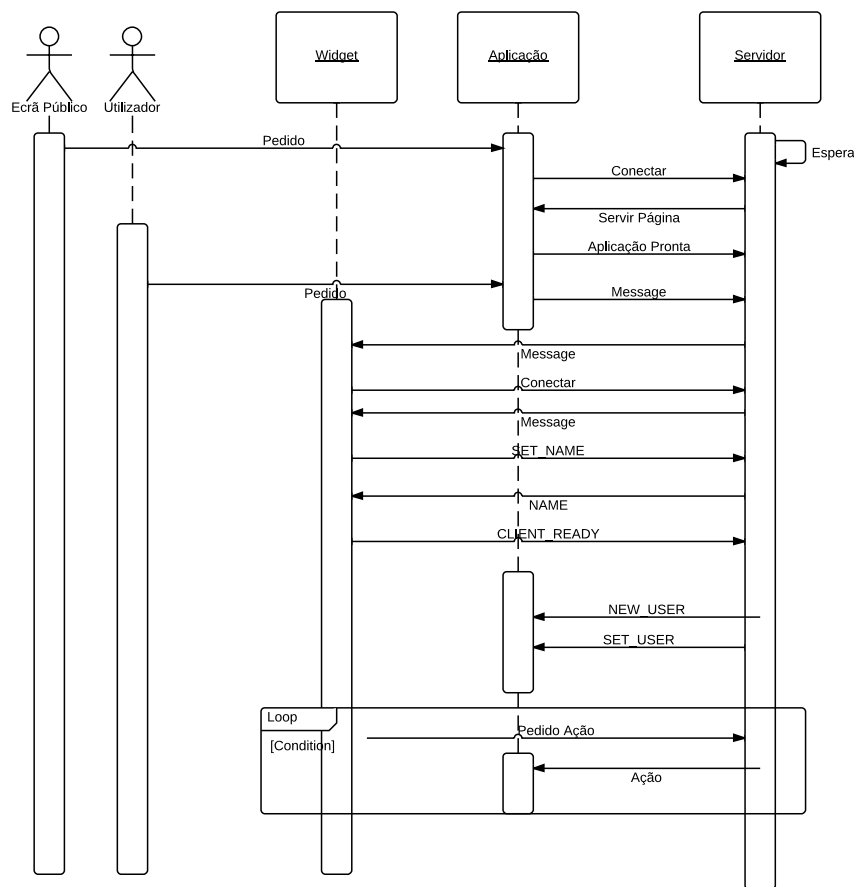 Widget
Aplicação
Servidor
Ecrã Público
Utilizador
Pedido
Espera
Conectar
Servir Página
Aplicação Pronta
Pedido
Message
Message
Conectar
Message
SET_NAME
NAME
CLIENT_READY
NEW_USER
SET_USER
Loop
Pedido Ação
[Condition]
Ação